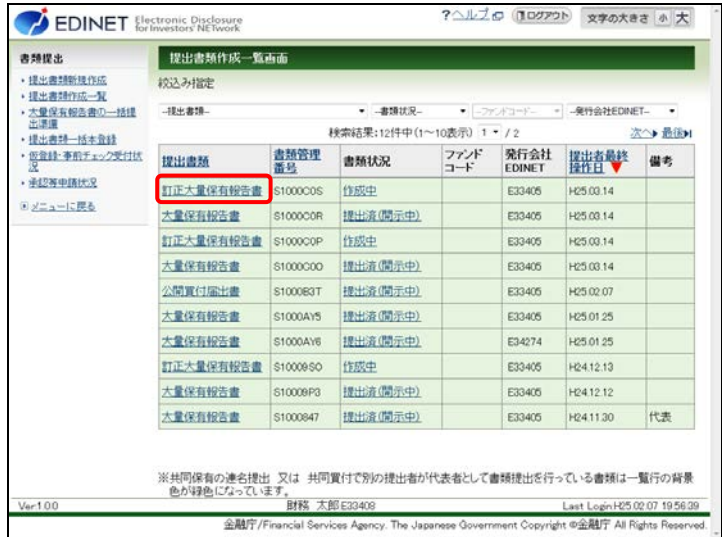 EDINET Electronic Disclosure for Investors' NETwork
?ヘルプ ログアウト 文字の大きさ 小 大
書類提出
提出書類新規作成
提出書類作成一覧
大量保有報告書の一括提出準備
提出書類一括本登録
仮登録・事前チェック受付状況
承認等申請状況
メニューに戻る
提出書類作成一覧画面
絞込み指定
--提出書類-- --書類状況-- --ファンドコード-- --発行会社EDINET--
検索結果:12件中(1～10表示) 1 / 2 次へ 最後
提出書類 書類管理番号 書類状況 ファンドコード 発行会社EDINET 提出者最終操作日▼ 備考
訂正大量保有報告書 S1000C0S 作成中 E33405 H25.03.14
大量保有報告書 S1000C0R 提出済(開示中) E33405 H25.03.14
訂正大量保有報告書 S1000C0P 作成中 E33405 H25.03.14
大量保有報告書 S1000C0O 提出済(開示中) E33405 H25.03.14
公開買付届出書 S1000B3T 提出済(開示中) E33405 H25.02.07
大量保有報告書 S1000AY5 提出済(開示中) E33405 H25.01.25
大量保有報告書 S1000AY6 提出済(開示中) E34274 H25.01.25
訂正大量保有報告書 S10009SO 作成中 E33405 H24.12.13
大量保有報告書 S10009P3 提出済(開示中) E33405 H24.12.12
大量保有報告書 S1000847 提出済(開示中) E33405 H24.11.30 代表
※共同保有の連名提出 又は 共同買付で別の提出者が代表者として書類提出を行っている書類は一覧行の背景
色が緑色になっています。
Ver1.0.0 財務 太郎 E33408 Last Login:H25.02.07 19:56:39
金融庁/Financial Services Agency. The Japanese Government Copyright ©金融庁 All Rights Reserved.